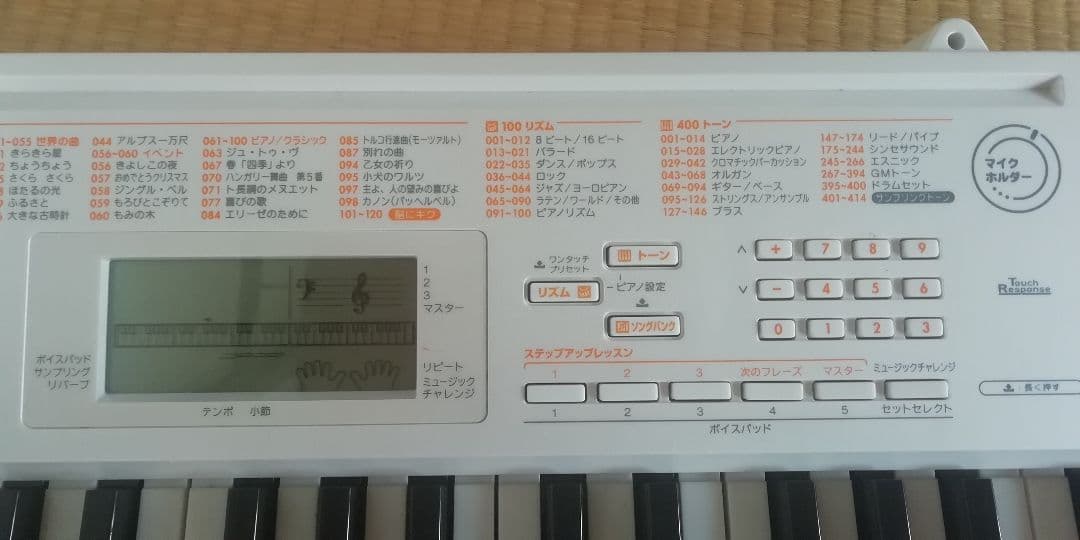 1-055 世界の曲
きらきら星
ちょうちょう
さくら さくら
ほたるの光
ふるさと
大きな古時計
044 アルプス一万尺
056~060 イベント
056 きよしこの夜
057 おめでとうクリスマス
058 ジングル・ベル
059 もろびとこぞりて
060 もみの木
061~100 ピアノ/クラシック
063 ジュ・トゥ・ヴ
067 春「四季」より
070 ハンガリー舞曲 第5番
071 ト長調のメヌエット
077 喜びの歌
084 エリーゼのために
085 トルコ行進曲(モーツァルト)
087 別れの曲
094 乙女の祈り
095 小犬のワルツ
097 主よ、人の望みの喜びよ
098 カノン(パッヘルベル)
101~120 脳にキク
100 リズム
001-012 8 ビート/16 ビート
013-021 バラード
022-035 ダンス/ポップス
036-044 ロック
045-064 ジャズ/ヨーロピアン
065-090 ラテン/ワールド/その他
091-100 ピアノリズム
400 トーン
001-014 ピアノ
015-028 エレクトリックピアノ
029-042 クロマチックパーカッション
043-068 オルガン
069-094 ギター/ベース
095-126 ストリングス/アンサンブル
127-146 ブラス
147-174 リード/パイプ
175-244 シンセサウンド
245-266 エスニック
267-394 GMトーン
395-400 ドラムセット
401-414 サンプリングトーン
マイク
ホルダー
1
2
3
マスター
リピート
ミュージック
チャレンジ
ボイスパッド
サンプリング
リバーブ
テンポ 小節
ワンタッチ
プリセット
トーン
リズム
ピアノ設定
ソングバンク
+ 7 8 9
- 4 5 6
0 1 2 3
Touch
Response
ステップアップレッスン
1 2 3 次のフレーズ マスター ミュージックチャレンジ
1 2 3 4 5 セットセレクト
ボイスパッド
: 長く押す